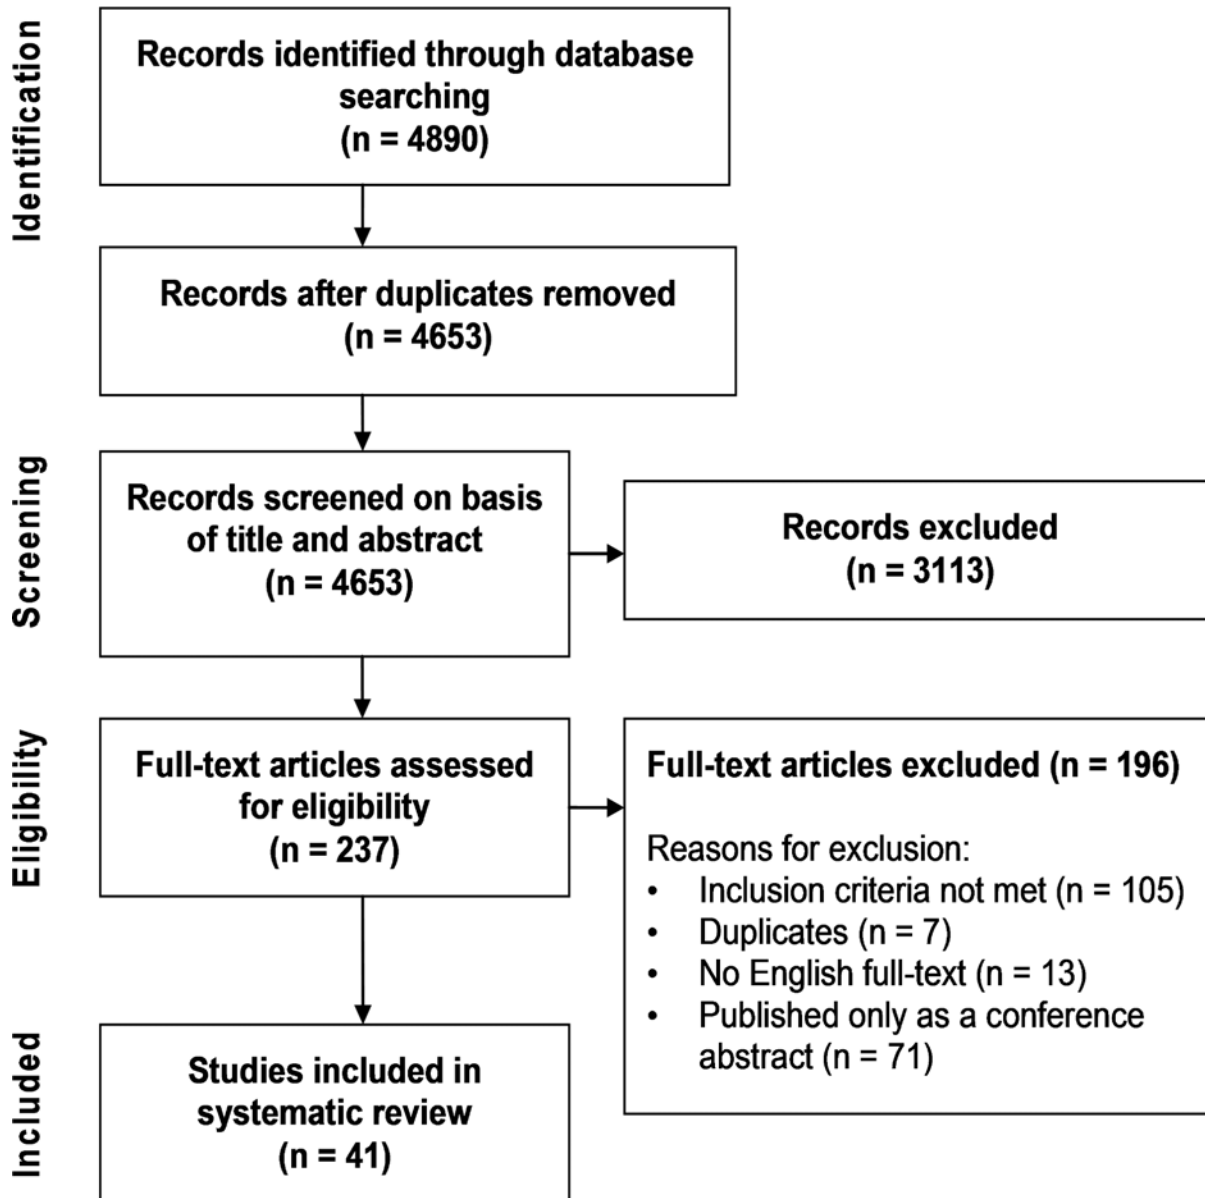 Identification
Records identified through database
searching
(n = 4890)
Records after duplicates removed
(n = 4653)
Screening
Records screened on basis
of title and abstract
(n = 4653)
Records excluded
(n = 3113)
Eligibility
Full-text articles assessed
for eligibility
(n = 237)
Full-text articles excluded (n = 196)
Reasons for exclusion:
• Inclusion criteria not met (n = 105)
• Duplicates (n = 7)
• No English full-text (n = 13)
• Published only as a conference
abstract (n = 71)
Included
Studies included in
systematic review
(n = 41)